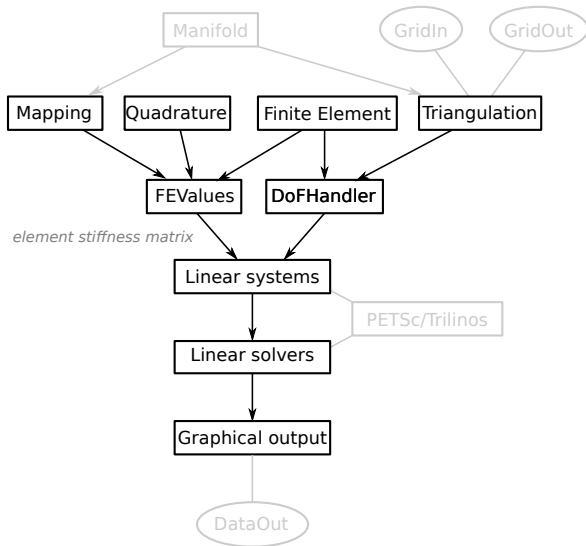 Manifold
GridIn
GridOut
Mapping
Quadrature
Finite Element
Triangulation
FEValues
DoFHandler
element stiffness matrix
Linear systems
PETSc/Trilinos
Linear solvers
Graphical output
DataOut